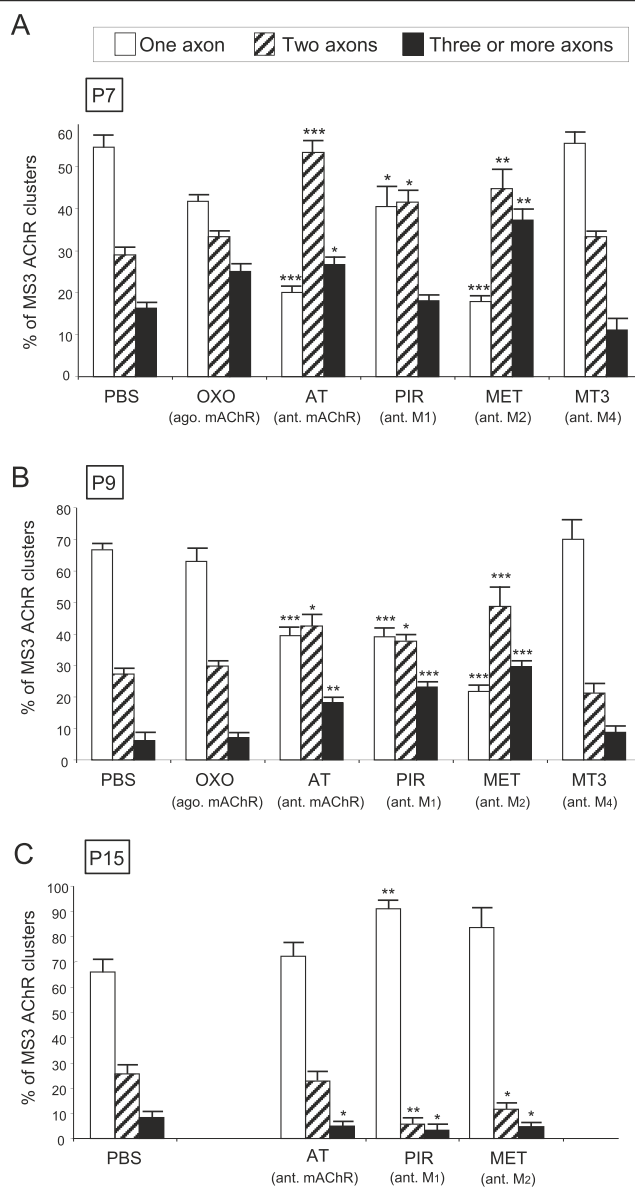 A
One axon Two axons Three or more axons
P7
% of MS3 AChR clusters
60
50
40
30
20
10
0
*** *** * * * *** ** **
PBS OXO AT PIR MET MT3
(ago. mAChR) (ant. mAChR) (ant. M1) (ant. M2) (ant. M4)
B
P9
% of MS3 AChR clusters
80
70
60
50
40
30
20
10
0
*** * ** *** * *** *** *** ***
PBS OXO AT PIR MET MT3
(ago. mAChR) (ant. mAChR) (ant. M1) (ant. M2) (ant. M4)
C
P15
% of MS3 AChR clusters
100
90
80
70
60
50
40
30
20
10
0
* ** ** * * *
PBS AT PIR MET
(ant. mAChR) (ant. M1) (ant. M2)